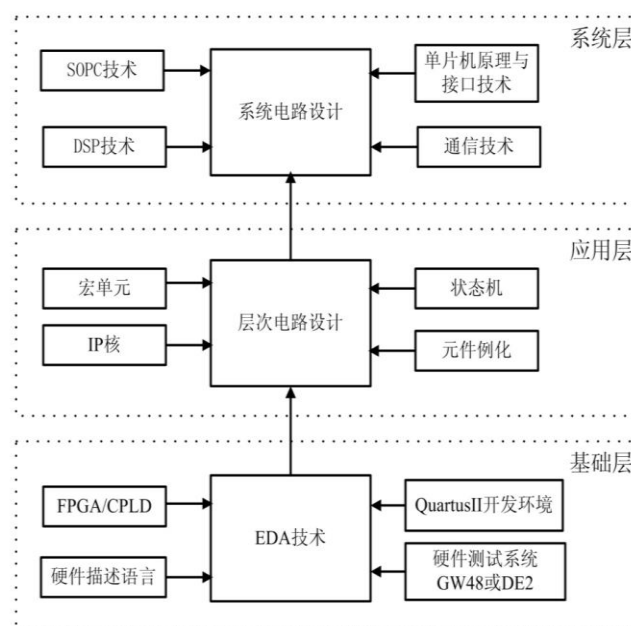 系统层
SOPC技术
系统电路设计
单片机原理与
接口技术
DSP技术
通信技术
应用层
宏单元
层次电路设计
状态机
IP核
元件例化
基础层
FPGA/CPLD
EDA技术
QuartusII开发环境
硬件描述语言
硬件测试系统
GW48或DE2